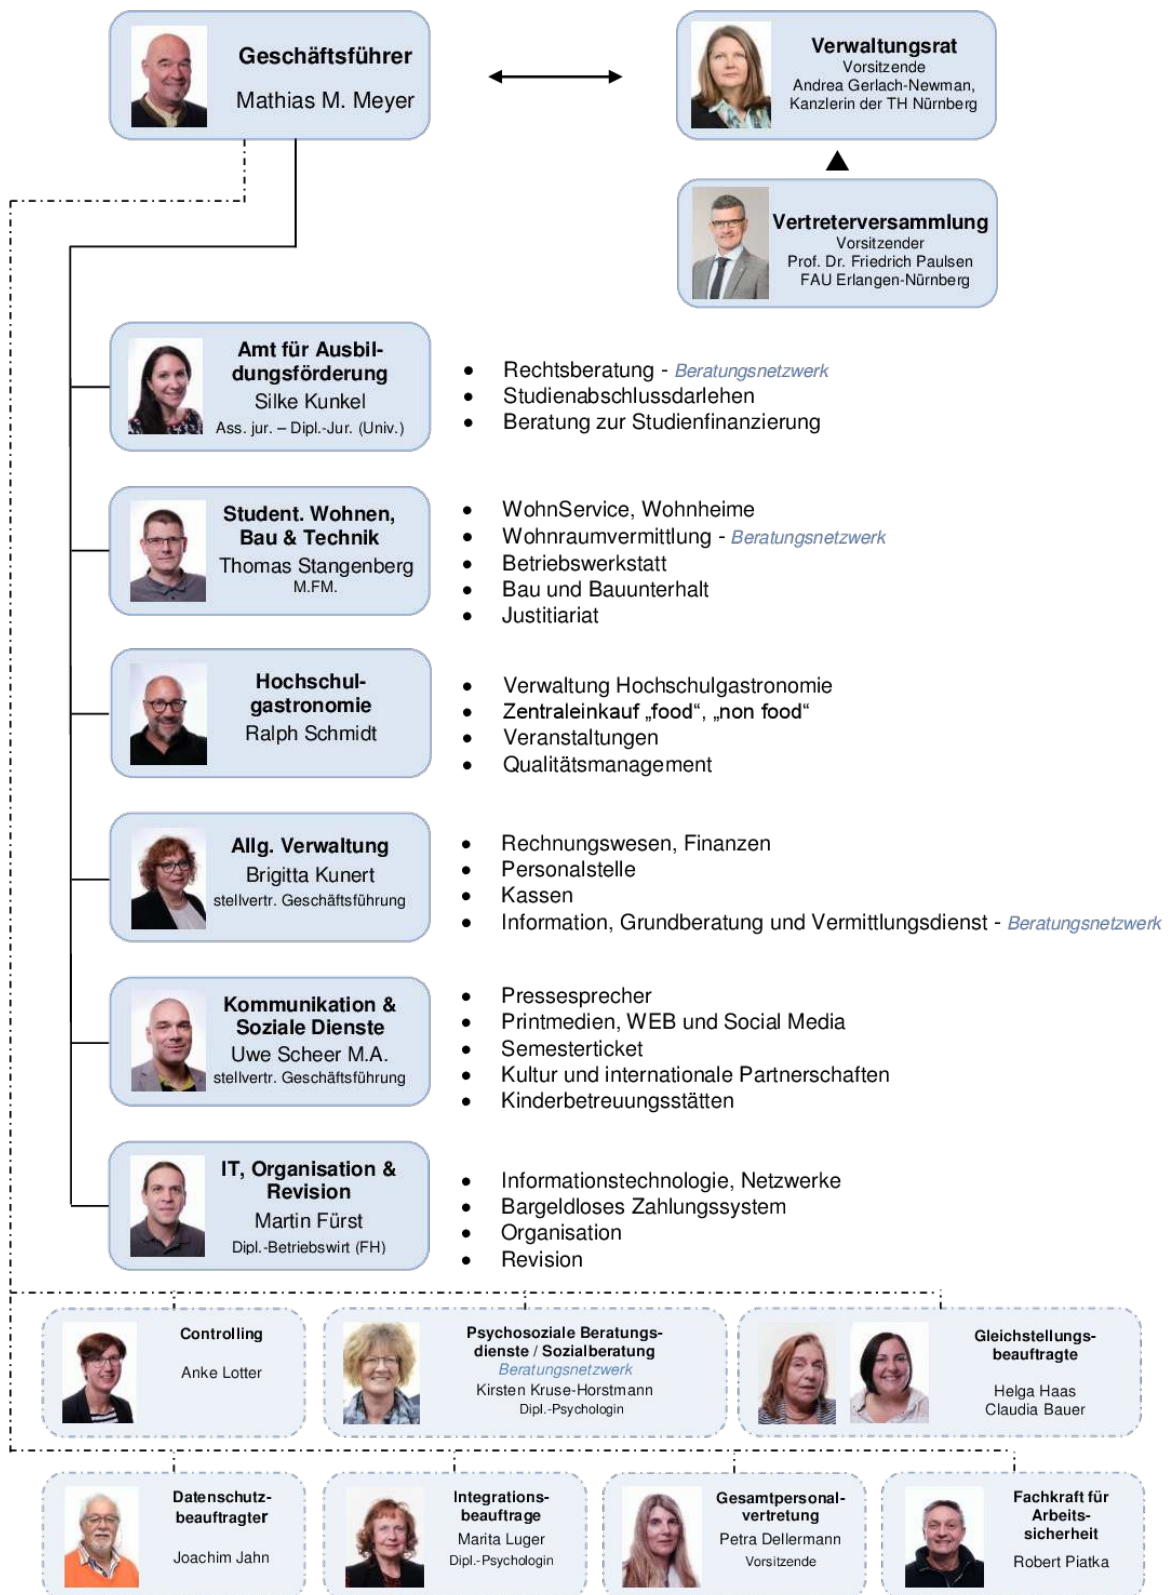 Geschäftsführer
Mathias M. Meyer
Verwaltungsrat
Vorsitzende
Andrea Gerlach-Newman,
Kanzlerin der TH Nürnberg
Vertreterversammlung
Vorsitzender
Prof. Dr. Friedrich Paulsen
FAU Erlangen-Nürnberg
Amt für Ausbil-
dungsförderung
Silke Kunkel
Ass. jur. – Dipl.-Jur. (Univ.)
• Rechtsberatung - Beratungsnetzwerk
• Studienabschlussdarlehen
• Beratung zur Studienfinanzierung
Student. Wohnen,
Bau & Technik
Thomas Stangenberg
M.FM.
• WohnService, Wohnheime
• Wohnraumvermittlung - Beratungsnetzwerk
• Betriebswerkstatt
• Bau und Bauunterhalt
• Justitiariat
Hochschul-
gastronomie
Ralph Schmidt
• Verwaltung Hochschulgastronomie
• Zentraleinkauf „food“, „non food“
• Veranstaltungen
• Qualitätsmanagement
Allg. Verwaltung
Brigitta Kunert
stellvertr. Geschäftsführung
• Rechnungswesen, Finanzen
• Personalstelle
• Kassen
• Information, Grundberatung und Vermittlungsdienst - Beratungsnetzwerk
Kommunikation &
Soziale Dienste
Uwe Scheer M.A.
stellvertr. Geschäftsführung
• Pressesprecher
• Printmedien, WEB und Social Media
• Semesterticket
• Kultur und internationale Partnerschaften
• Kinderbetreuungsstätten
IT, Organisation &
Revision
Martin Fürst
Dipl.-Betriebswirt (FH)
• Informationstechnologie, Netzwerke
• Bargeldloses Zahlungssystem
• Organisation
• Revision
Controlling
Anke Lotter
Psychosoziale Beratungs-
dienste / Sozialberatung
Beratungsnetzwerk
Kirsten Kruse-Horstmann
Dipl.-Psychologin
Gleichstellungs-
beauftragte
Helga Haas
Claudia Bauer
Datenschutz-
beauftragter
Joachim Jahn
Integrations-
beauftrage
Marita Luger
Dipl.-Psychologin
Gesamtpersonal-
vertretung
Petra Dellermann
Vorsitzende
Fachkraft für
Arbeits-
sicherheit
Robert Piatka